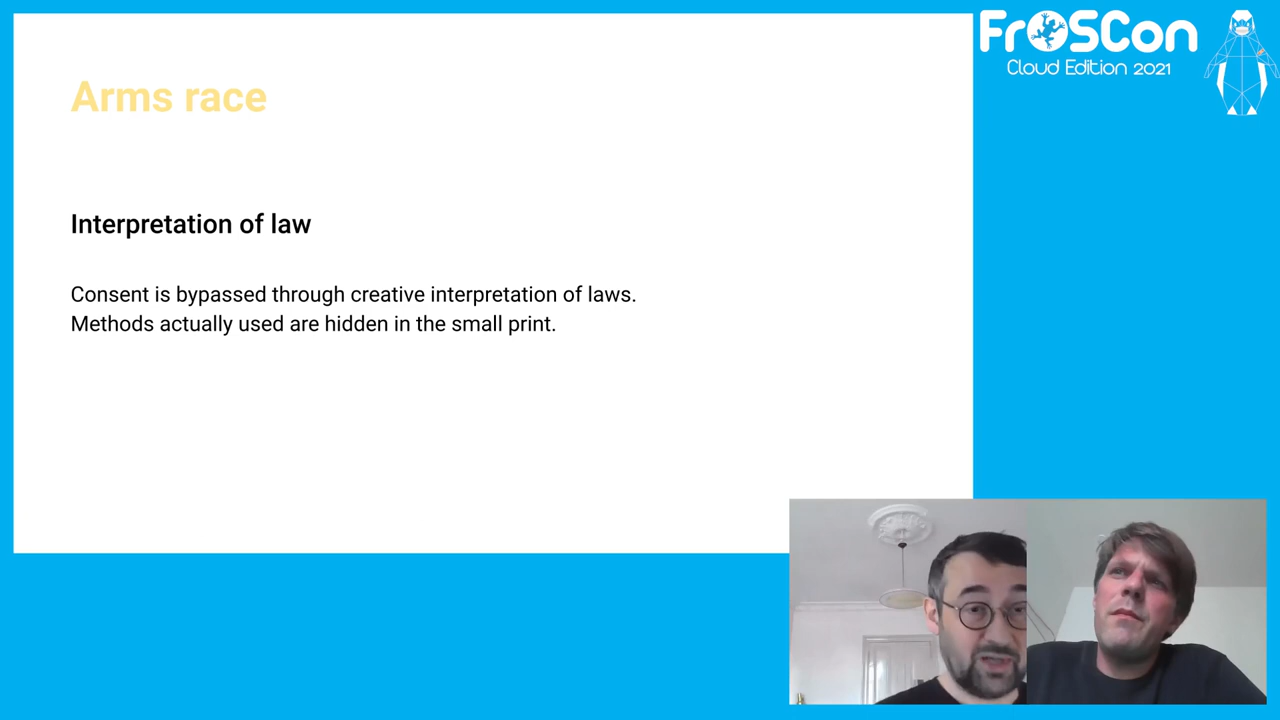 Arms race
Interpretation of law
Consent is bypassed through creative interpretation of laws.
Methods actually used are hidden in the small print.
FrOSCon
Cloud Edition 2021